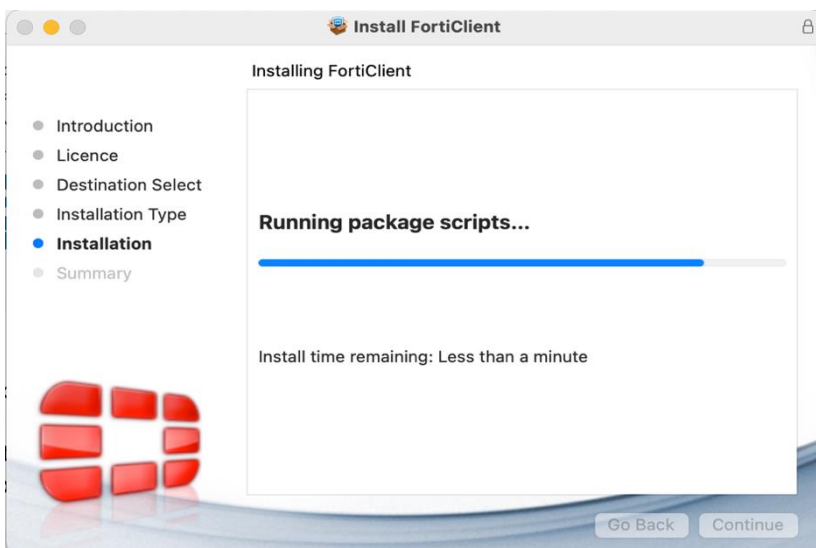 Install FortiClient
Installing FortiClient
Introduction
Licence
Destination Select
Installation Type
Installation
Summary
Running package scripts...
Install time remaining: Less than a minute
Go Back
Continue